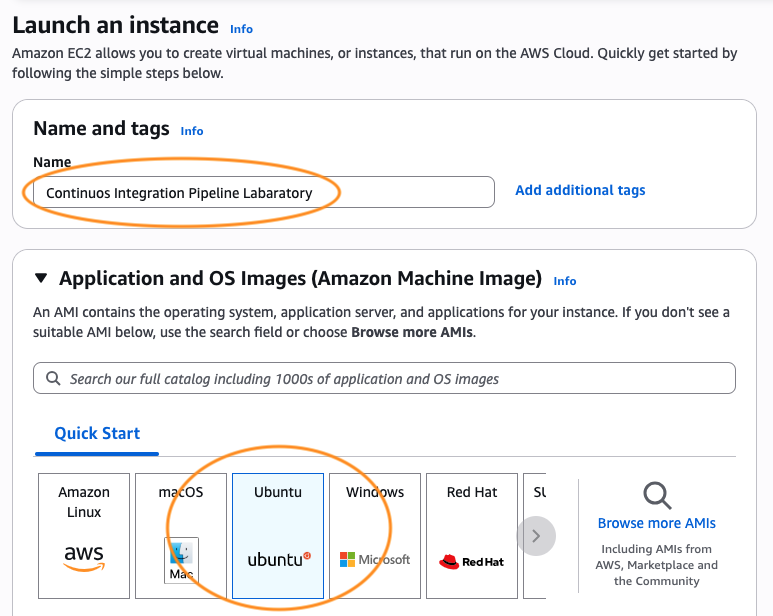 Launch an instance Info
Amazon EC2 allows you to create virtual machines, or instances, that run on the AWS Cloud. Quickly get started by
following the simple steps below.
Name and tags Info
Name
Continuos Integration Pipeline Labaratory
Add additional tags
Application and OS Images (Amazon Machine Image) Info
An AMI contains the operating system, application server, and applications for your instance. If you don't see a
suitable AMI below, use the search field or choose Browse more AMIs.
Search our full catalog including 1000s of application and OS images
Quick Start
Amazon
Linux
aws
macOS
Mac
Ubuntu
ubuntu
Windows
Microsoft
Red Hat
Red Hat
SU
Browse more AMIs
Including AMIs from
AWS, Marketplace and
the Community